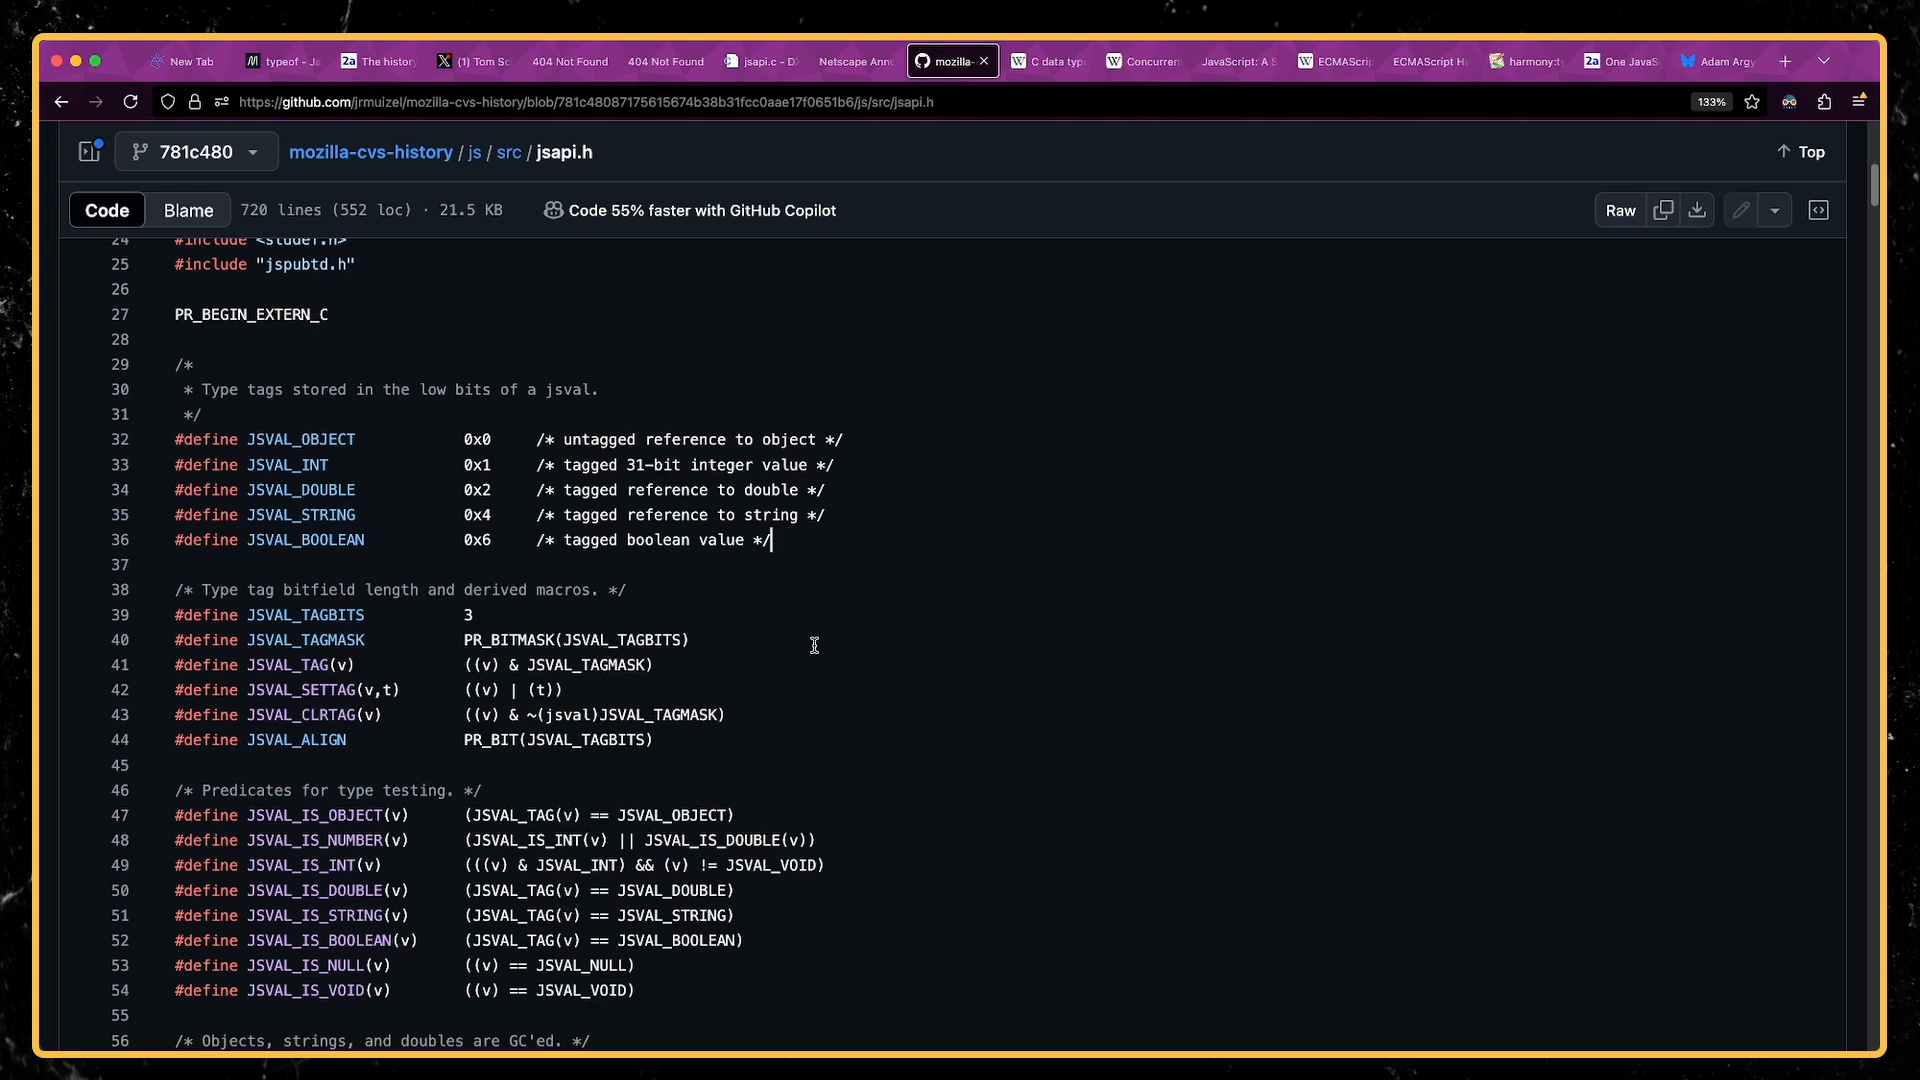 New Tab
typeof - Ja
The history
(1) Tom Sc
404 Not Found
404 Not Found
jsapi.c - D
Netscape Ann
mozilla-
C data type
Concurren
JavaScript: A S
ECMAScrip
ECMAScript H
harmony:ty
One JavaS
Adam Argy
https://github.com/jrmuizel/mozilla-cvs-history/blob/781c48087175615674b38b31fcc0aae17f0651b6/js/src/jsapi.h
133%
781c480
mozilla-cvs-history / js / src / jsapi.h
Top
Code Blame 720 lines (552 loc) · 21.5 KB Code 55% faster with GitHub Copilot
Raw
24 #include <stddef.h>
25 #include "jspubtd.h"
26
27 PR_BEGIN_EXTERN_C
28
29 /*
30 * Type tags stored in the low bits of a jsval.
31 */
32 #define JSVAL_OBJECT 0x0 /* untagged reference to object */
33 #define JSVAL_INT 0x1 /* tagged 31-bit integer value */
34 #define JSVAL_DOUBLE 0x2 /* tagged reference to double */
35 #define JSVAL_STRING 0x4 /* tagged reference to string */
36 #define JSVAL_BOOLEAN 0x6 /* tagged boolean value */
37
38 /* Type tag bitfield length and derived macros. */
39 #define JSVAL_TAGBITS 3
40 #define JSVAL_TAGMASK PR_BITMASK(JSVAL_TAGBITS)
41 #define JSVAL_TAG(v) ((v) & JSVAL_TAGMASK)
42 #define JSVAL_SETTAG(v,t) ((v) | (t))
43 #define JSVAL_CLRTAG(v) ((v) & ~(jsval)JSVAL_TAGMASK)
44 #define JSVAL_ALIGN PR_BIT(JSVAL_TAGBITS)
45
46 /* Predicates for type testing. */
47 #define JSVAL_IS_OBJECT(v) (JSVAL_TAG(v) == JSVAL_OBJECT)
48 #define JSVAL_IS_NUMBER(v) (JSVAL_IS_INT(v) || JSVAL_IS_DOUBLE(v))
49 #define JSVAL_IS_INT(v) (((v) & JSVAL_INT) && (v) != JSVAL_VOID)
50 #define JSVAL_IS_DOUBLE(v) (JSVAL_TAG(v) == JSVAL_DOUBLE)
51 #define JSVAL_IS_STRING(v) (JSVAL_TAG(v) == JSVAL_STRING)
52 #define JSVAL_IS_BOOLEAN(v) (JSVAL_TAG(v) == JSVAL_BOOLEAN)
53 #define JSVAL_IS_NULL(v) ((v) == JSVAL_NULL)
54 #define JSVAL_IS_VOID(v) ((v) == JSVAL_VOID)
55
56 /* Objects, strings, and doubles are GC'ed. */